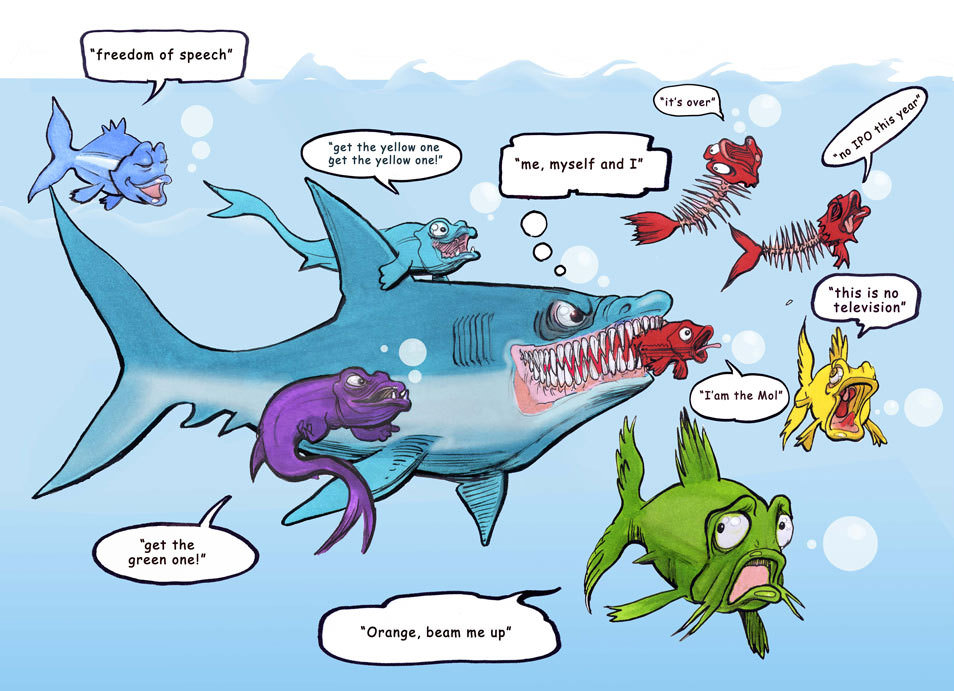 "freedom of speech"
"it's over"
"no IPO this year"
"get the yellow one
get the yellow one!"
"me, myself and I"
"this is no
television"
"I'am the Mol"
"get the
green one!"
"Orange, beam me up"